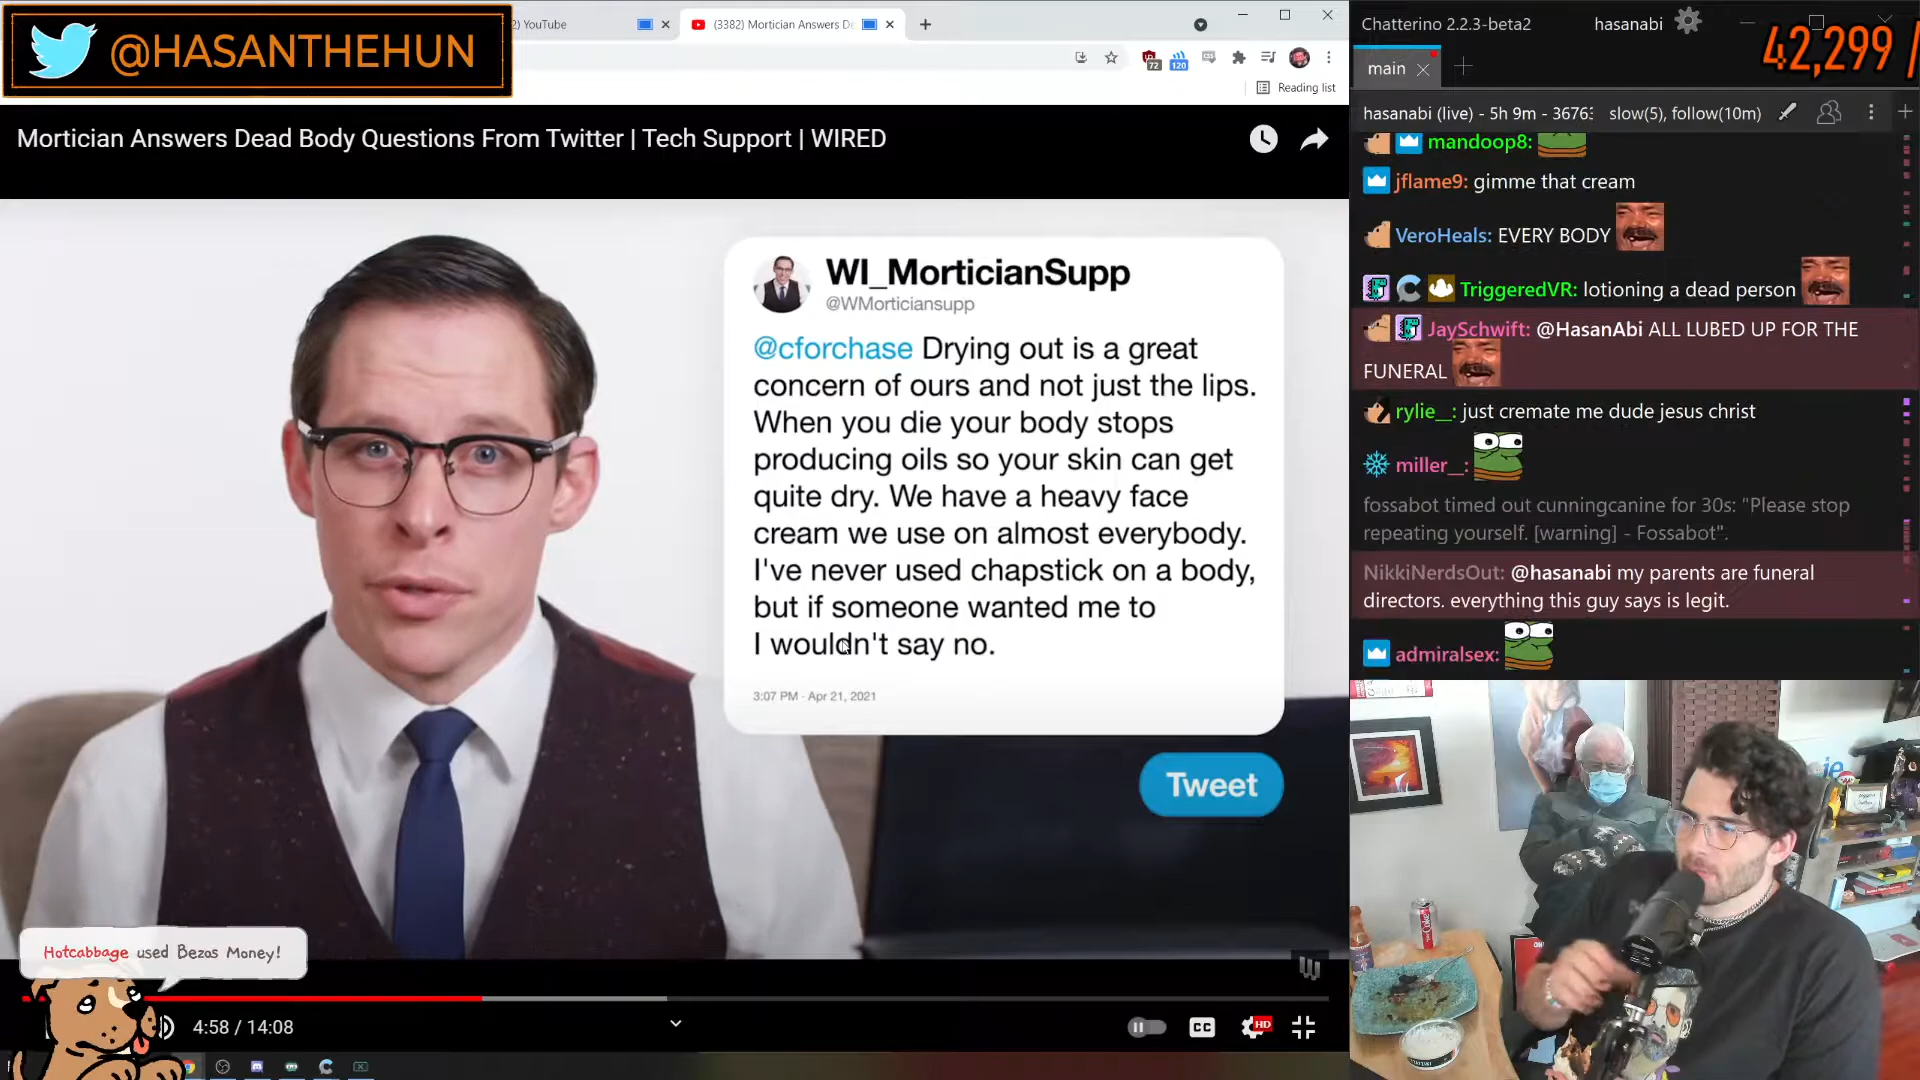 @HASANTHEHUN
2) YouTube
(3382) Mortician Answers De
72
120
Reading list
Mortician Answers Dead Body Questions From Twitter | Tech Support | WIRED
WI_MorticianSupp
@WMorticiansupp
@cforchase Drying out is a great
concern of ours and not just the lips.
When you die your body stops
producing oils so your skin can get
quite dry. We have a heavy face
cream we use on almost everybody.
I've never used chapstick on a body,
but if someone wanted me to
I wouldn't say no.
3:07 PM · Apr 21, 2021
Tweet
Hotcabbage used Bezos Money!
4:58 / 14:08
CC
HD
Chatterino 2.2.3-beta2
hasanabi
42,299 /
main
hasanabi (live) - 5h 9m - 3676
slow(5), follow(10m)
mandoop8:
jflame9: gimme that cream
VeroHeals: EVERY BODY
TriggeredVR: lotioning a dead person
JaySchwift: @HasanAbi ALL LUBED UP FOR THE
FUNERAL
rylie__: just cremate me dude jesus christ
miller__:
fossabot timed out cunningcanine for 30s: "Please stop
repeating yourself. [warning] - Fossabot".
NikkiNerdsOut: @hasanabi my parents are funeral
directors. everything this guy says is legit.
admiralsex: